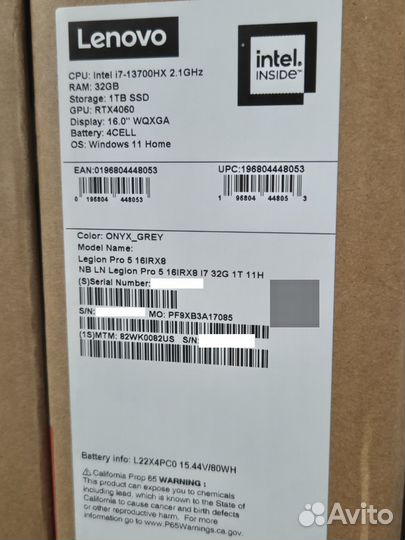 Lenovo
intel.
INSIDE™
CPU: Intel i7-13700HX 2.1GHz
RAM: 32GB
Storage: 1TB SSD
GPU: RTX4060
Display: 16.0" WQXGA
Battery: 4CELL
OS: Windows 11 Home
EAN:0196804448053
UPC:196804448053
0 196804 448053
1 96804 44805 3
Color: ONYX_GREY
Model Name:
Legion Pro 5 16IRX8
NB LN Legion Pro 5 16IRX8 I7 32G 1T 11H
(S)Serial Number:
S/N:
MO: PF9XB3A17085
(1S)MTM: 82WK0082US S/N:
Battery info: L22X4PC0 15.44V/80WH
⚠ California Prop 65 WARNING :
This product can expose you to chemicals
including lead, which is known to the State of
California to cause cancer and birth defects or
other reproductive harm. For more
information go to www.P65Warnings.ca.gov.
Avito